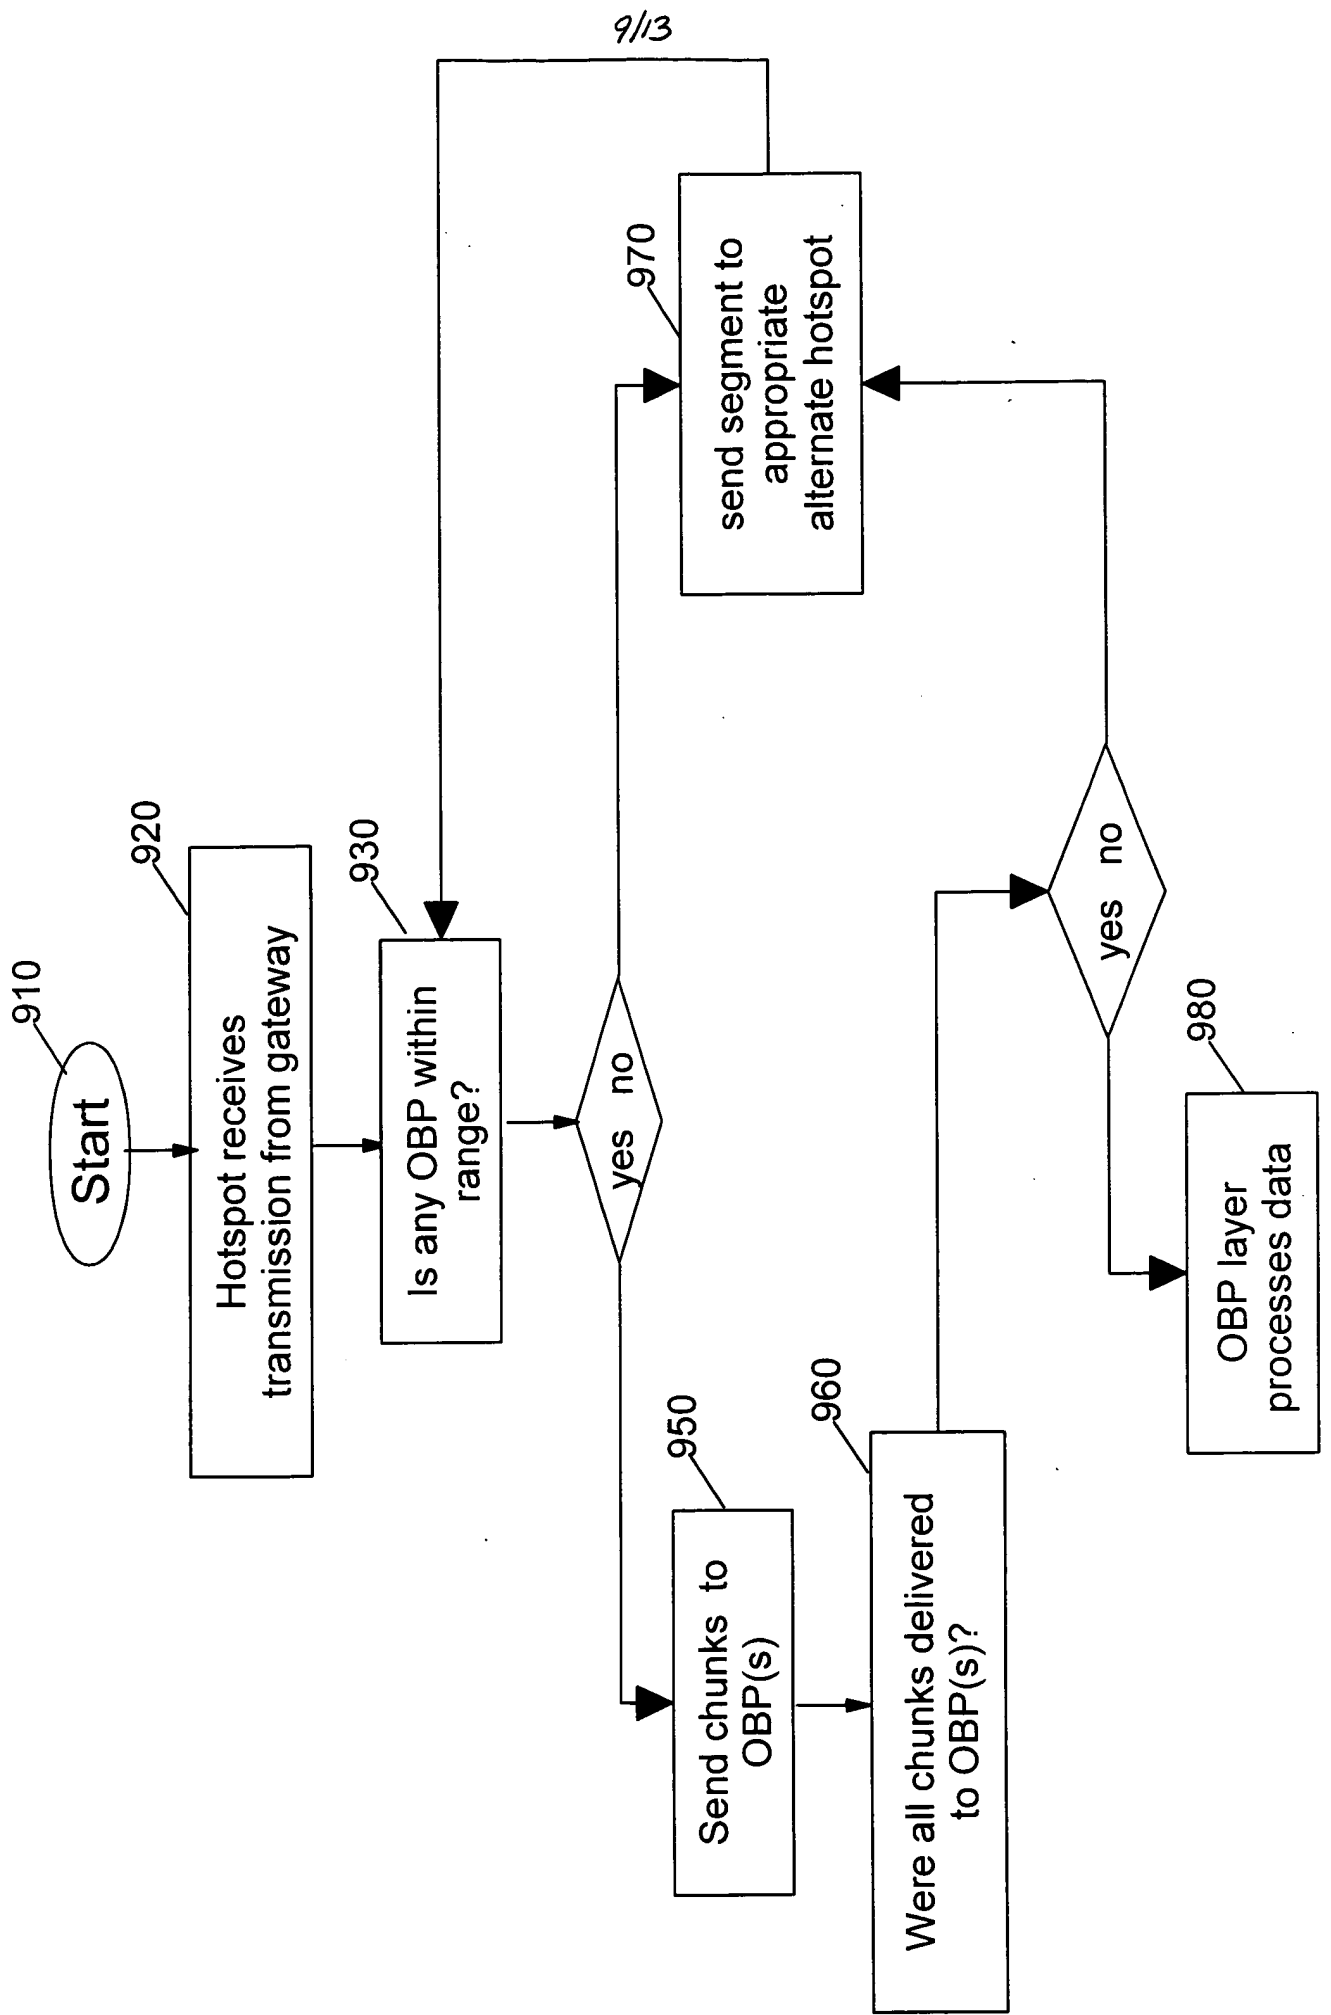 9/13
910
Start
920
Hotspot receives
transmission from gateway
930
Is any OBP within
range?
yes no
950
Send chunks to
OBP(s)
960
Were all chunks delivered
to OBP(s)?
970
send segment to
appropriate
alternate hotspot
yes no
980
OBP layer
processes data